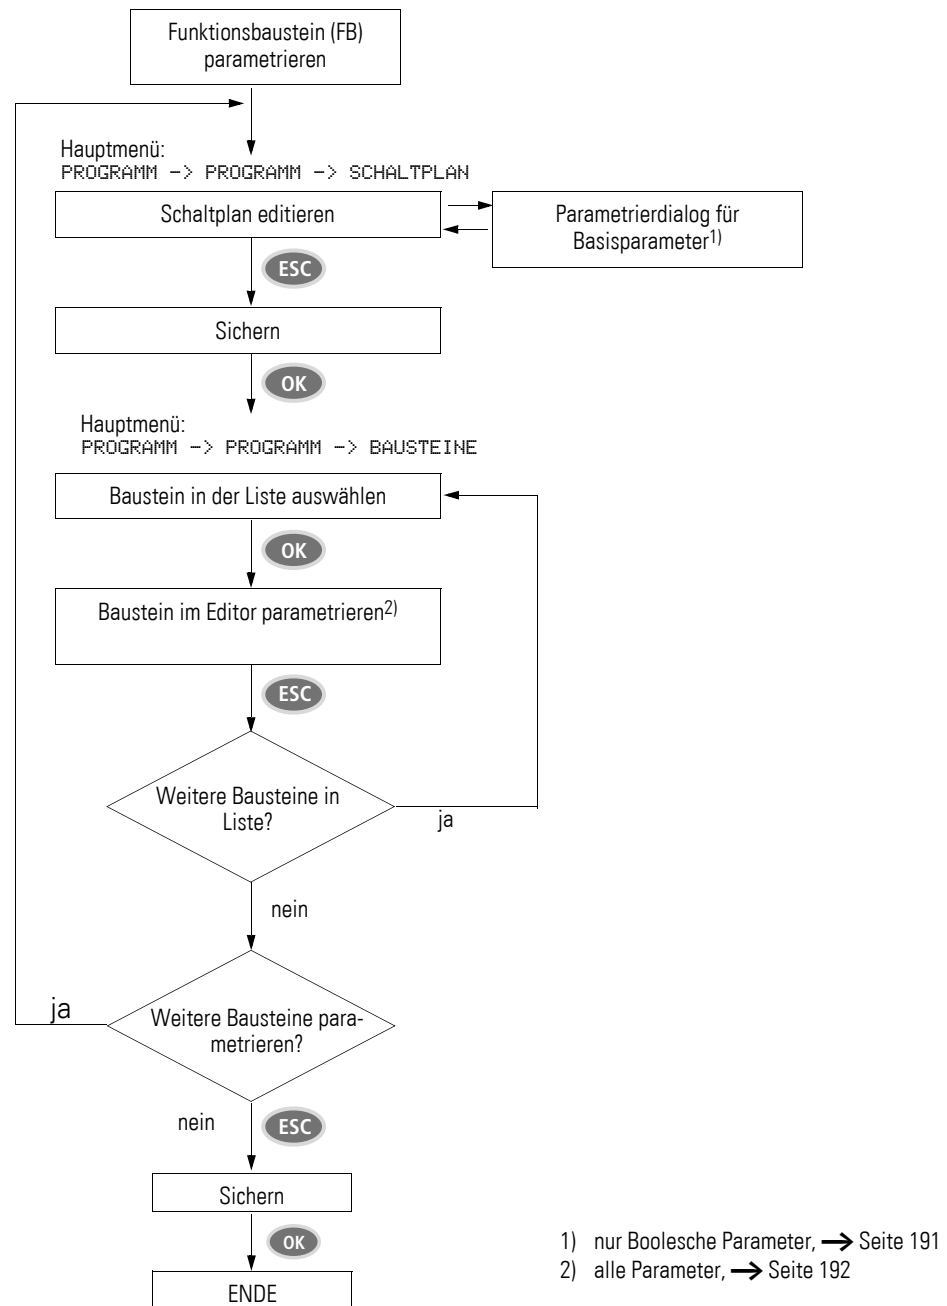 Funktionsbaustein (FB)
parametrieren
Hauptmenü:
PROGRAMM -> PROGRAMM -> SCHALTPLAN
Schaltplan editieren
Parametrierdialog für
Basisparameter1)
ESC
Sichern
OK
Hauptmenü:
PROGRAMM -> PROGRAMM -> BAUSTEINE
Baustein in der Liste auswählen
OK
Baustein im Editor parametrieren2)
ESC
Weitere Bausteine in
Liste?
ja
nein
Weitere Bausteine para-
metrieren?
ja
nein
ESC
Sichern
OK
ENDE
1) nur Boolesche Parameter, → Seite 191
2) alle Parameter, → Seite 192